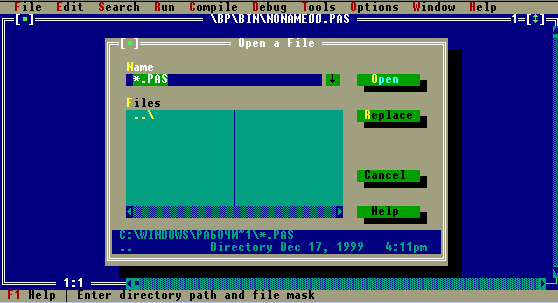 File Edit Search Run Compile Debug Tools Options Window Help
\BP\BIN\NONAME00.PAS 1
Open a File
Name
*.PAS
Open
Files
..\
Replace
Cancel
Help
C:\WINDOWS\РАБОЧИ~1\*.PAS
.. Directory Dec 17, 1999 4:11pm
1:1
F1 Help | Enter directory path and file mask